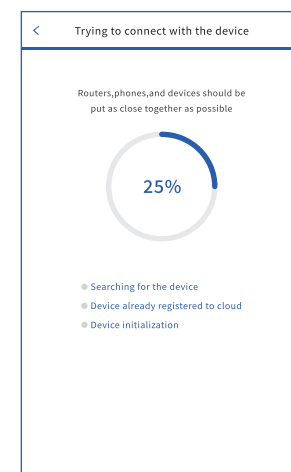 Trying to connect with the device
Routers,phones,and devices should be
put as close together as possible
25%
Searching for the device
Device already registered to cloud
Device initialization